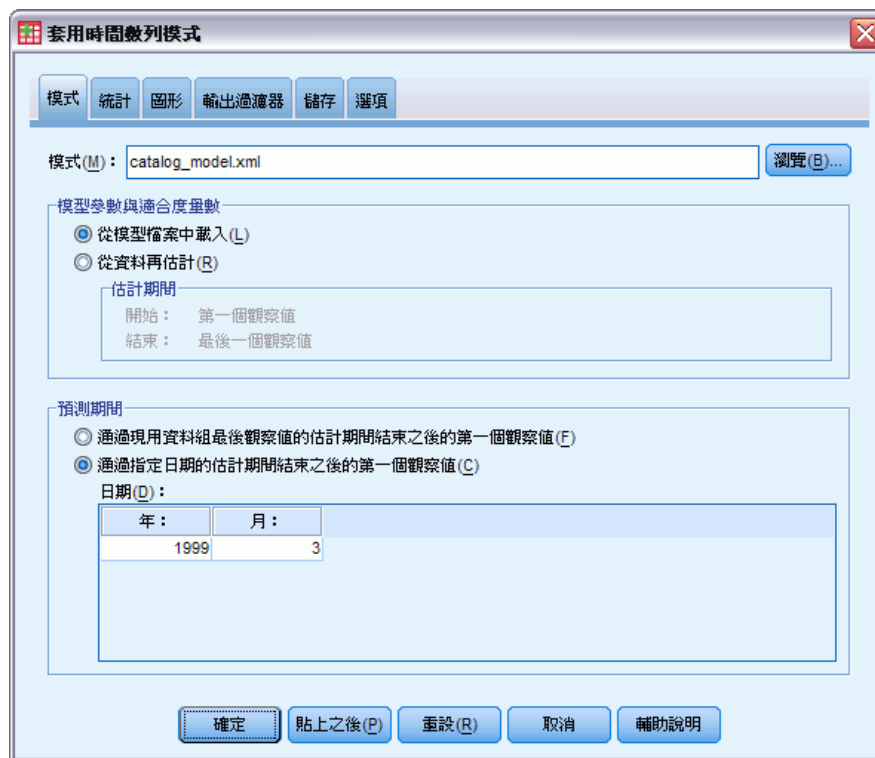 套用時間數列模式
模式 統計 圖形 輸出過濾器 儲存 選項
模式(M)： catalog_model.xml 瀏覽(B)...
模型參數與適合度量數
從模型檔案中載入(L)
從資料再估計(R)
估計期間
開始： 第一個觀察值
結束： 最後一個觀察值
預測期間
通過現用資料組最後觀察值的估計期間結束之後的第一個觀察值(F)
通過指定日期的估計期間結束之後的第一個觀察值(C)
日期(D)：
年： 月：
1999 3
確定 貼上之後(P) 重設(R) 取消 輔助說明